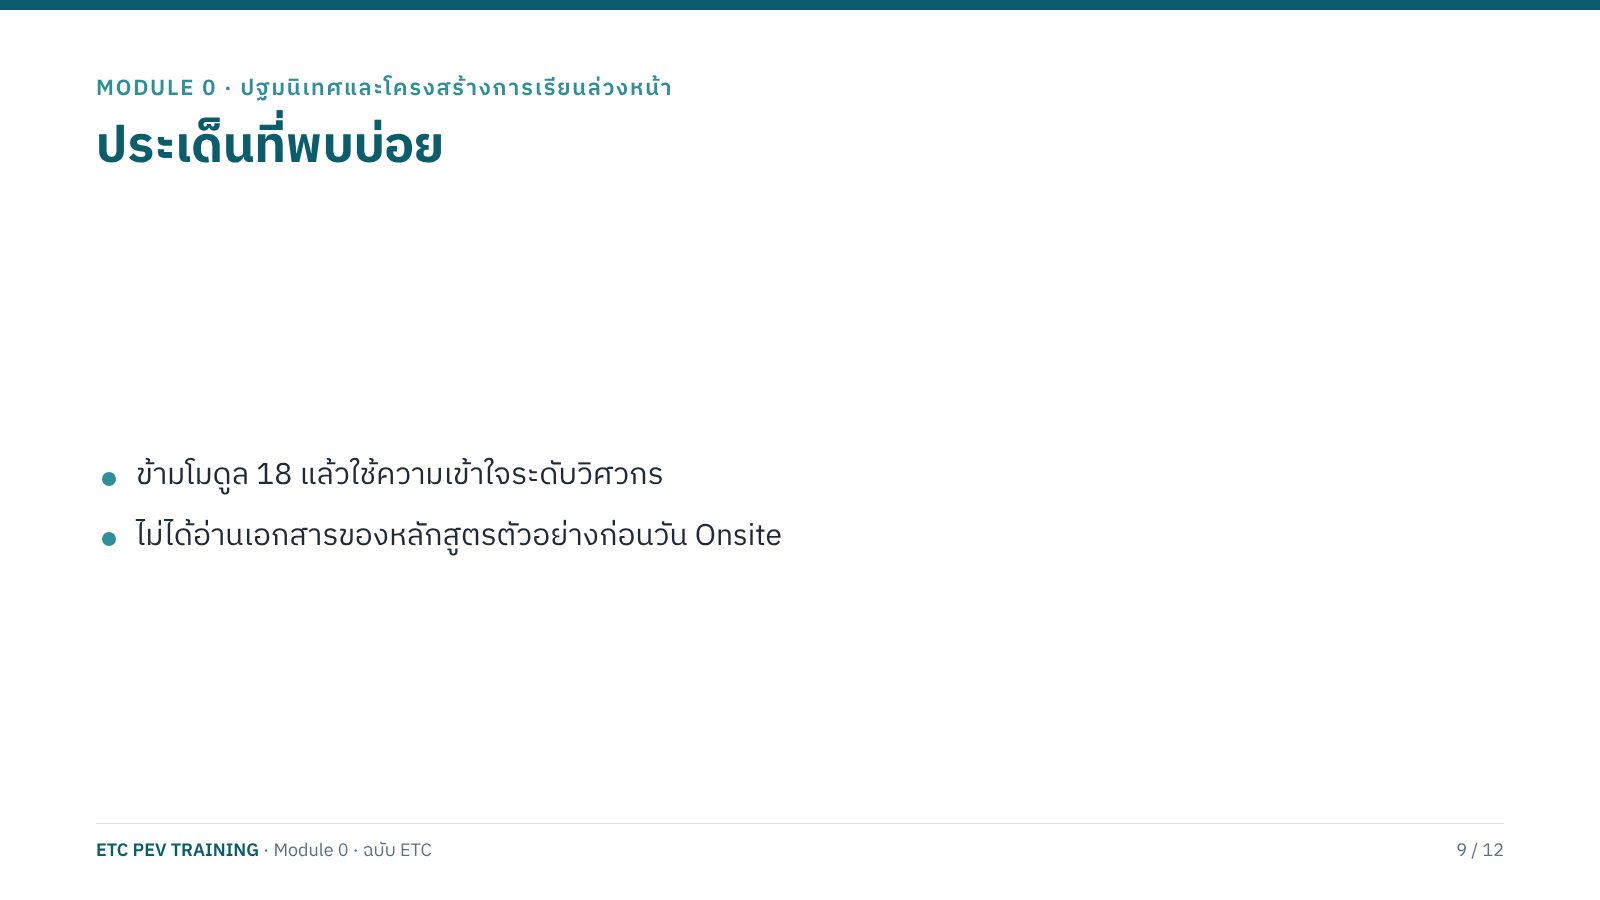 MODULE 0 · ปฐมนิเทศและโครงสร้างการเรียนล่วงหน้า
ประเด็นที่พบบ่อย
ข้ามโมดูล 18 แล้วใช้ความเข้าใจระดับวิศวกร
ไม่ได้อ่านเอกสารของหลักสูตรตัวอย่างก่อนวัน Onsite
ETC PEV TRAINING · Module 0 · ฉบับ ETC
9 / 12